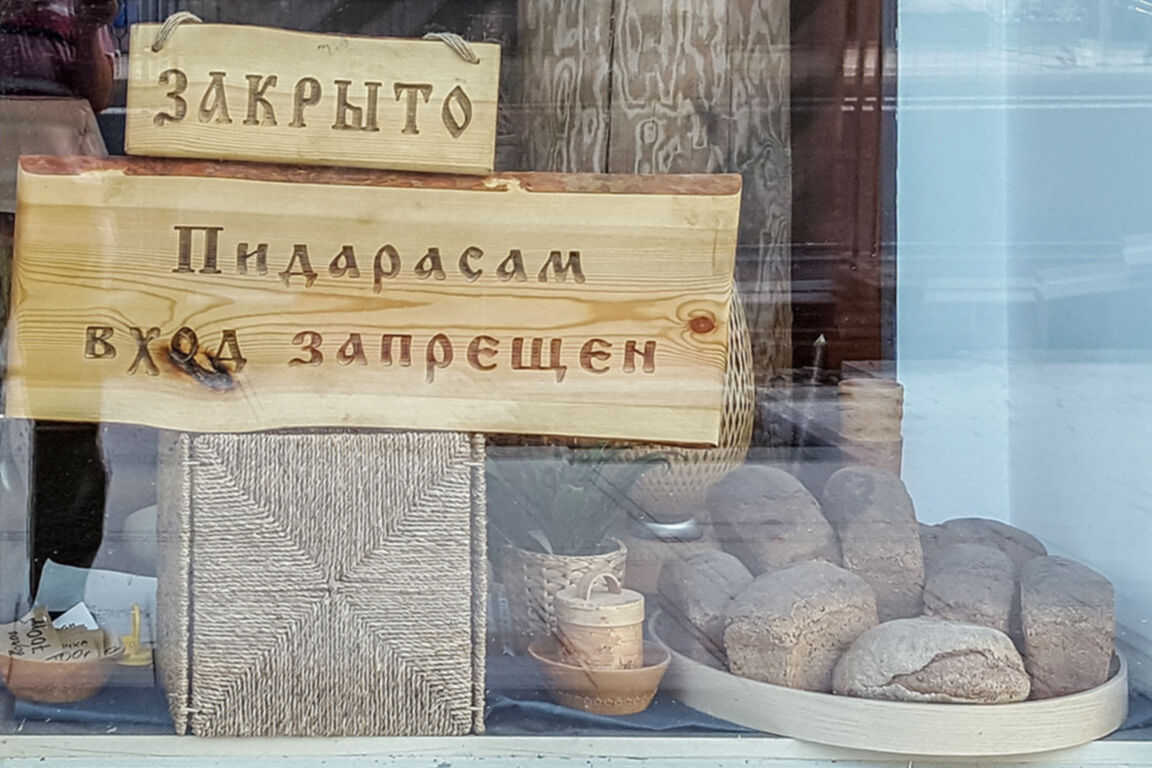 ЗАКРЫТО
Пидарасам
вход запрещен